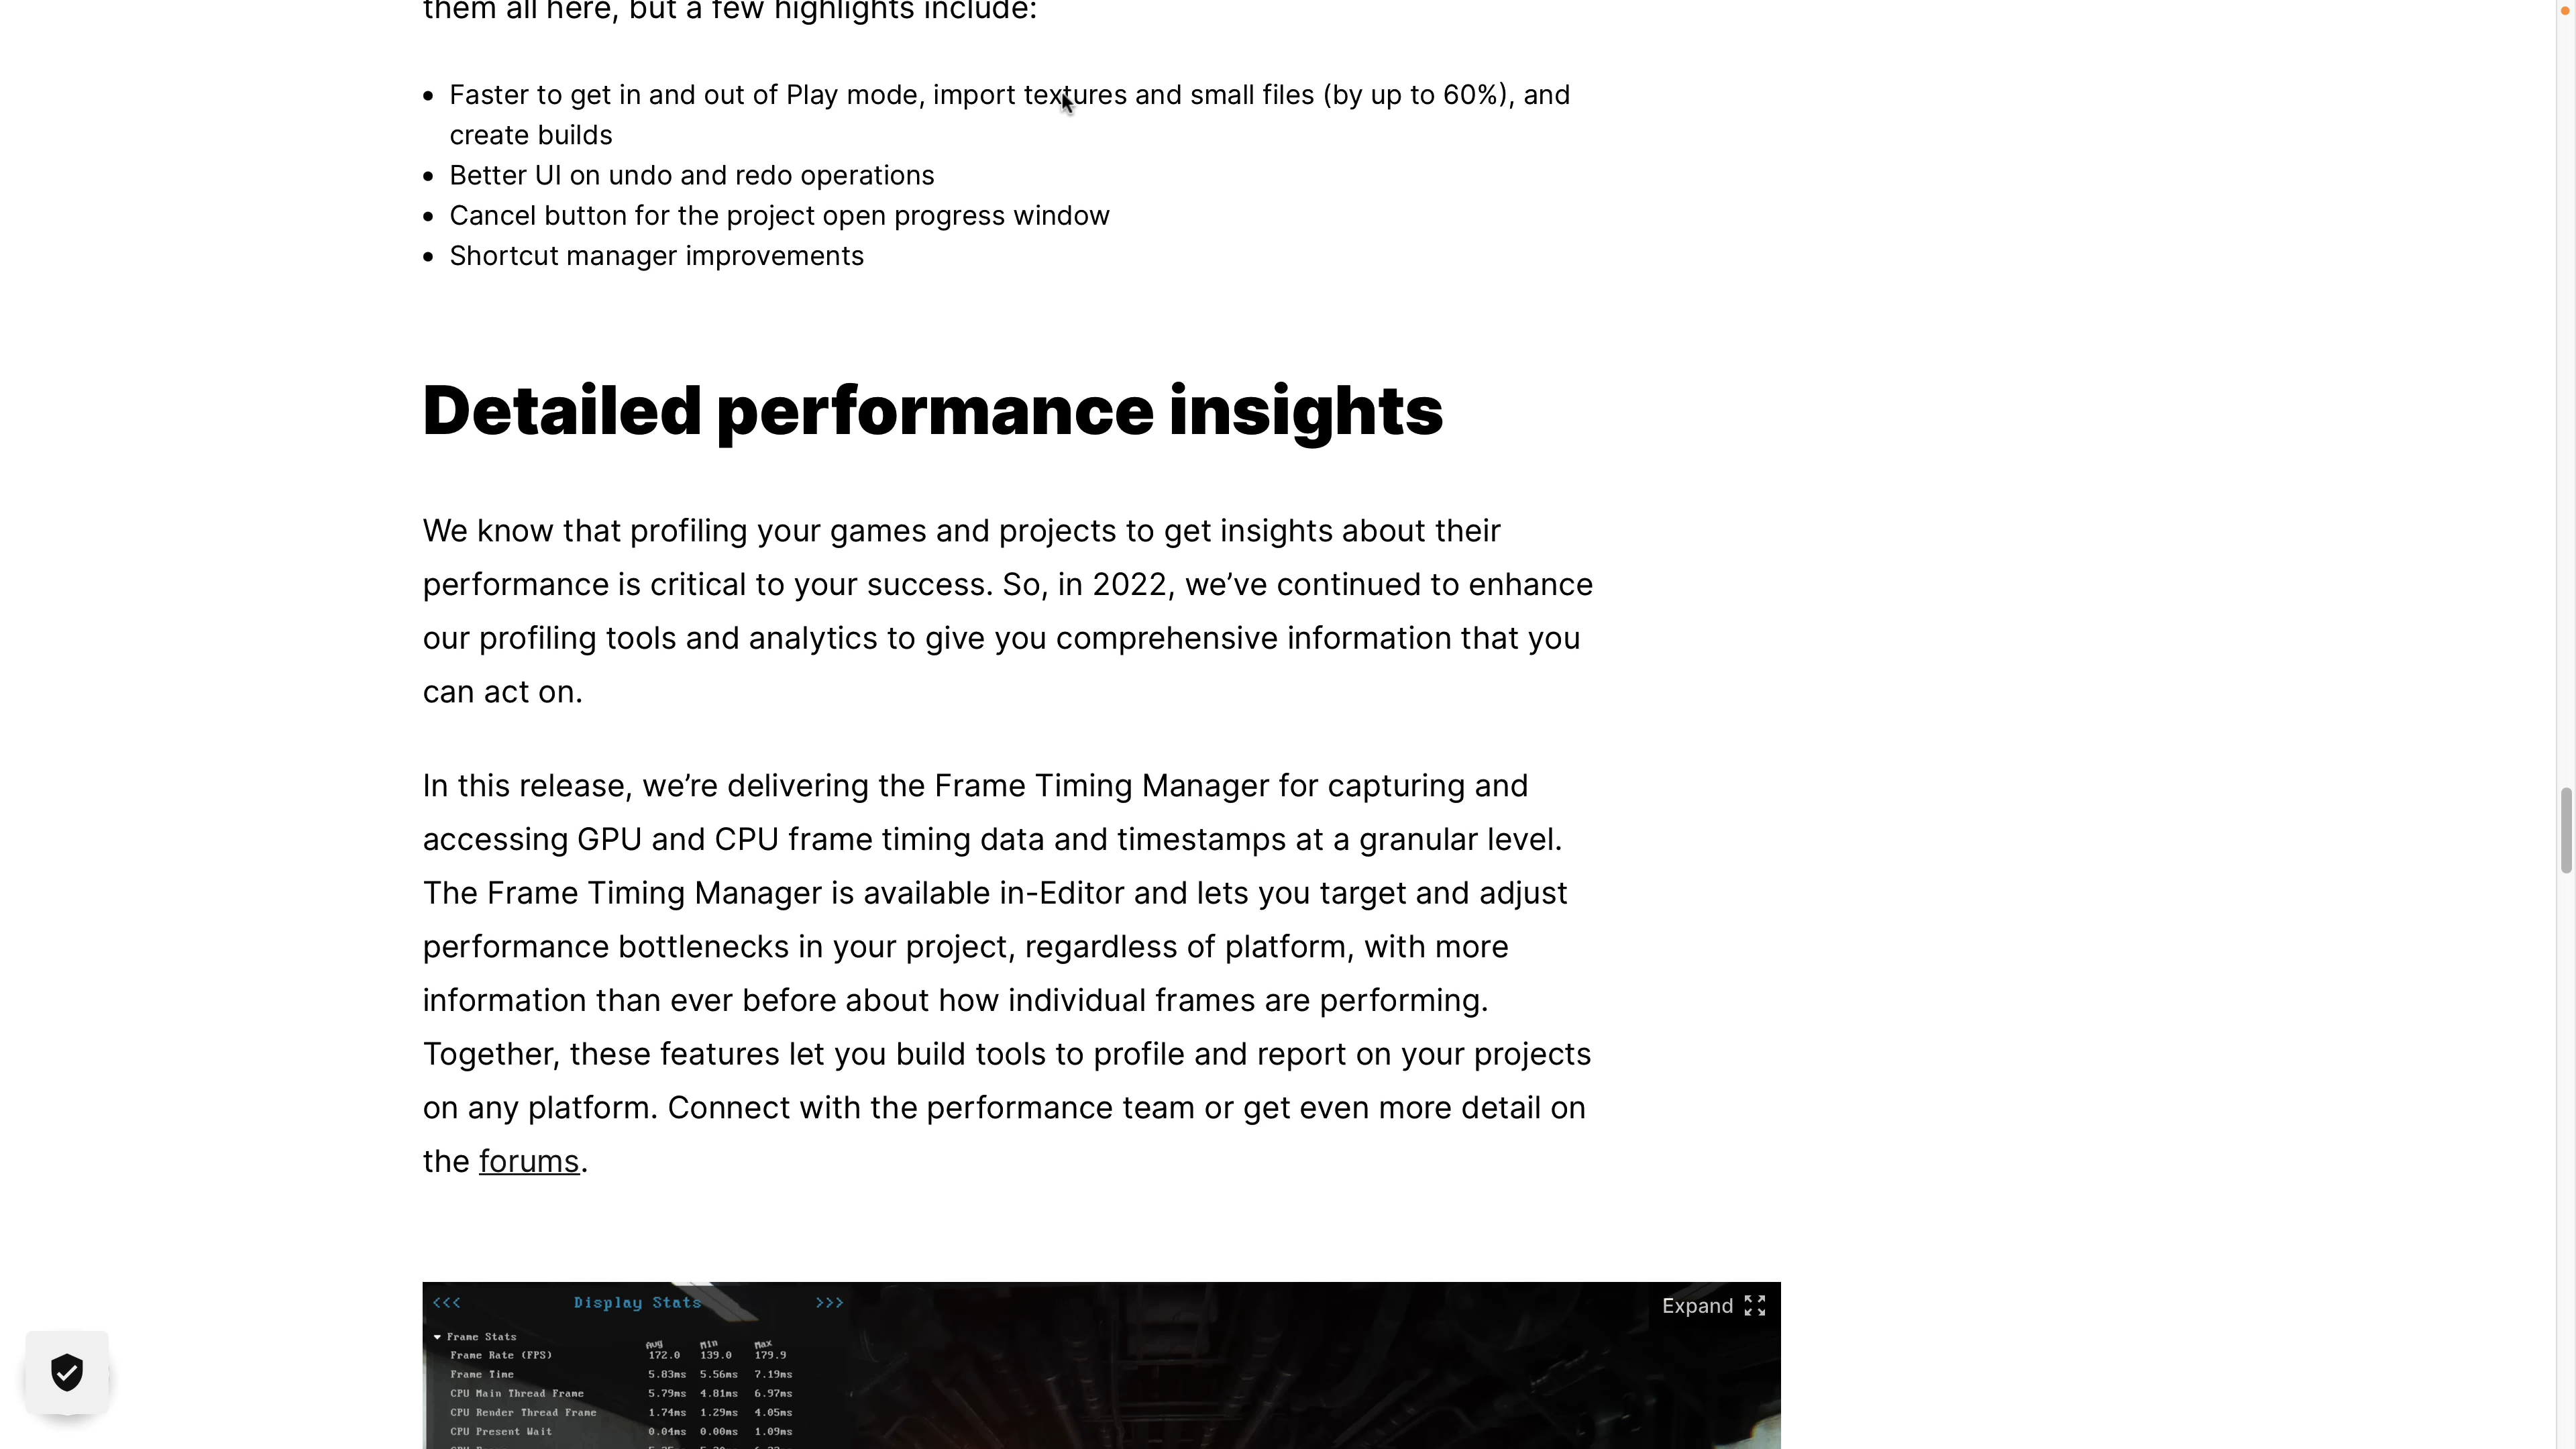 them all here, but a few highlights include:
• Faster to get in and out of Play mode, import textures and small files (by up to 60%), and
create builds
• Better UI on undo and redo operations
• Cancel button for the project open progress window
• Shortcut manager improvements
Detailed performance insights
We know that profiling your games and projects to get insights about their
performance is critical to your success. So, in 2022, we’ve continued to enhance
our profiling tools and analytics to give you comprehensive information that you
can act on.
In this release, we’re delivering the Frame Timing Manager for capturing and
accessing GPU and CPU frame timing data and timestamps at a granular level.
The Frame Timing Manager is available in-Editor and lets you target and adjust
performance bottlenecks in your project, regardless of platform, with more
information than ever before about how individual frames are performing.
Together, these features let you build tools to profile and report on your projects
on any platform. Connect with the performance team or get even more detail on
the forums.
<<< Display Stats >>>
Expand
Frame Stats
Avg Min Max
Frame Rate (FPS) 172.0 139.0 179.9
Frame Time 5.83ms 5.56ms 7.19ms
CPU Main Thread Frame 5.79ms 4.81ms 6.97ms
CPU Render Thread Frame 1.74ms 1.29ms 4.05ms
CPU Present Wait 0.04ms 0.00ms 1.09ms